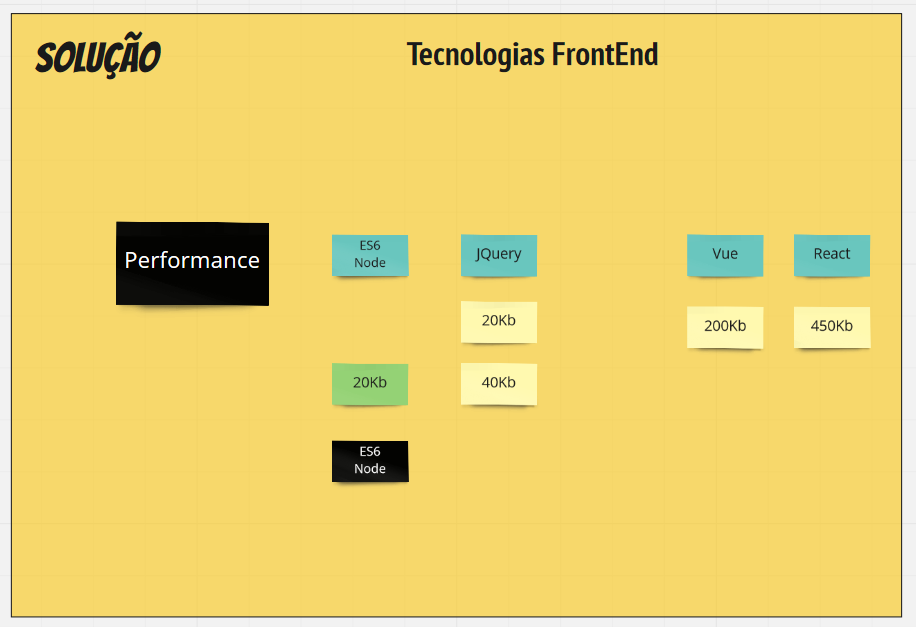 SOLUÇÃO
Tecnologias FrontEnd
Performance
ES6
Node
JQuery
Vue
React
20Kb
200Kb
450Kb
20Kb
40Kb
ES6
Node